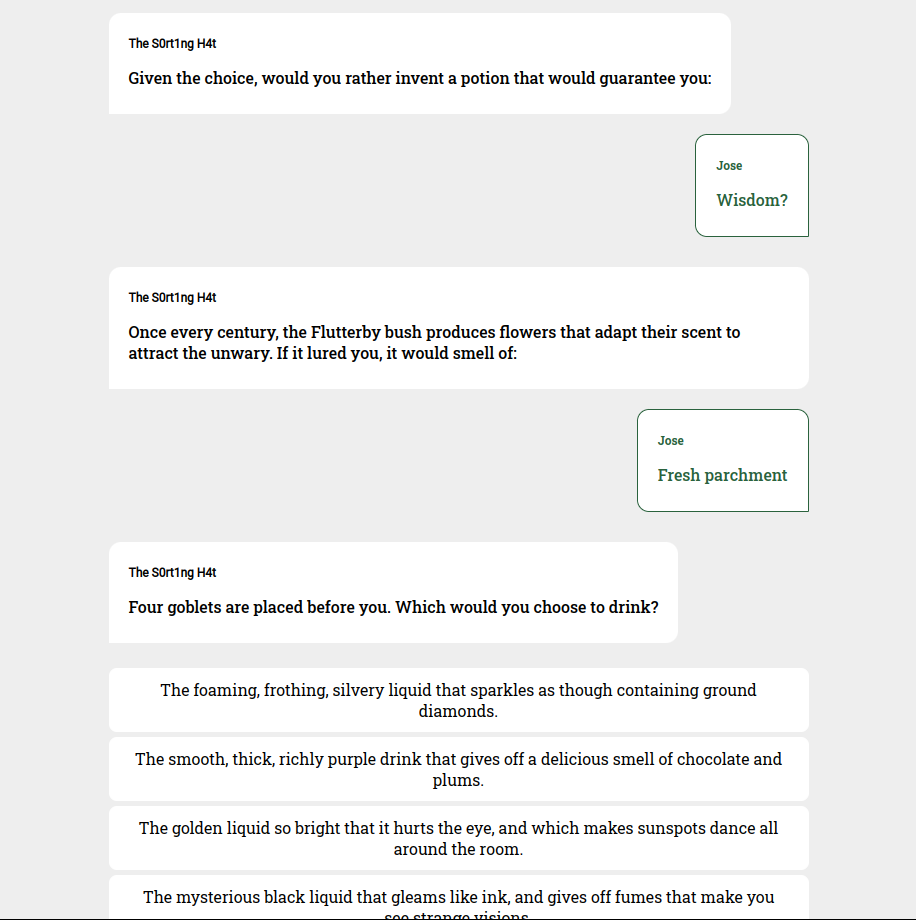 The S0rt1ng H4t
Given the choice, would you rather invent a potion that would guarantee you:
Jose
Wisdom?
The S0rt1ng H4t
Once every century, the Flutterby bush produces flowers that adapt their scent to
attract the unwary. If it lured you, it would smell of:
Jose
Fresh parchment
The S0rt1ng H4t
Four goblets are placed before you. Which would you choose to drink?
The foaming, frothing, silvery liquid that sparkles as though containing ground
diamonds.
The smooth, thick, richly purple drink that gives off a delicious smell of chocolate and
plums.
The golden liquid so bright that it hurts the eye, and which makes sunspots dance all
around the room.
The mysterious black liquid that gleams like ink, and gives off fumes that make you
see strange visions.